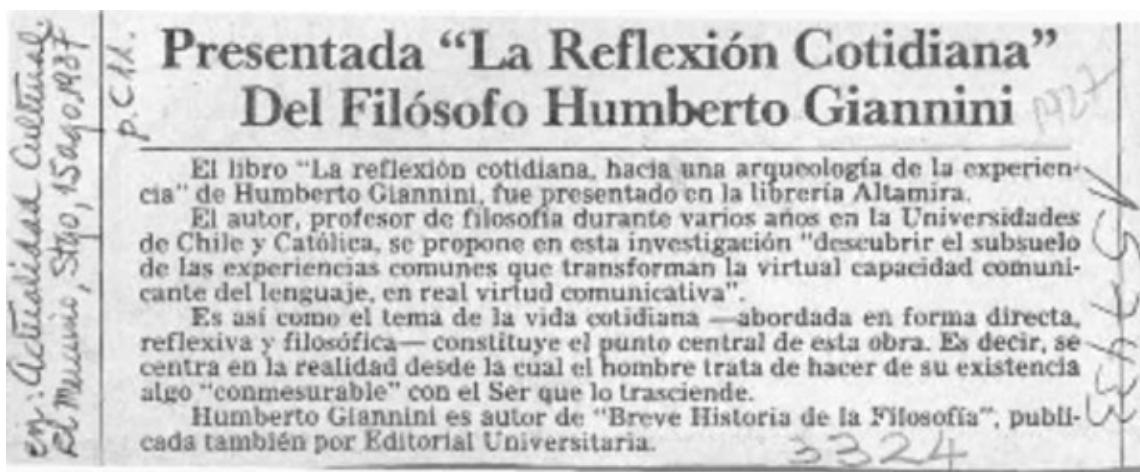 Presentada “La Reflexión Cotidiana”
Del Filósofo Humberto Giannini
El libro “La reflexión cotidiana, hacia una arqueología de la experien-
cia” de Humberto Giannini, fue presentado en la librería Altamira.
El autor, profesor de filosofía durante varios años en la Universidades
de Chile y Católica, se propone en esta investigación “descubrir el subsuelo
de las experiencias comunes que transforman la virtual capacidad comuni-
cante del lenguaje, en real virtud comunicativa”.
Es así como el tema de la vida cotidiana —abordada en forma directa,
reflexiva y filosófica— constituye el punto central de esta obra. Es decir, se
centra en la realidad desde la cual el hombre trata de hacer de su existencia
algo “conmesurable” con el Ser que lo trasciende.
Humberto Giannini es autor de “Breve Historia de la Filosofía”, publi-
cada también por Editorial Universitaria.
en: Actualidad Cultural.
El Mercurio, Stgo, 15 ago, 1987
p. C11.
3324